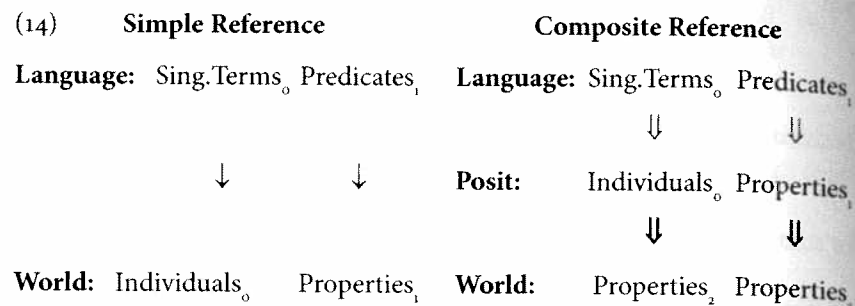 (14) Simple Reference Composite Reference
Language: Sing.Terms₀ Predicates₁ Language: Sing.Terms₀ Predicates₁
↓ ↓ ⇓ ⇓
Posit: Individuals₀ Properties₁
⇓ ⇓
World: Individuals₀ Properties₁ World: Properties₂ Properties